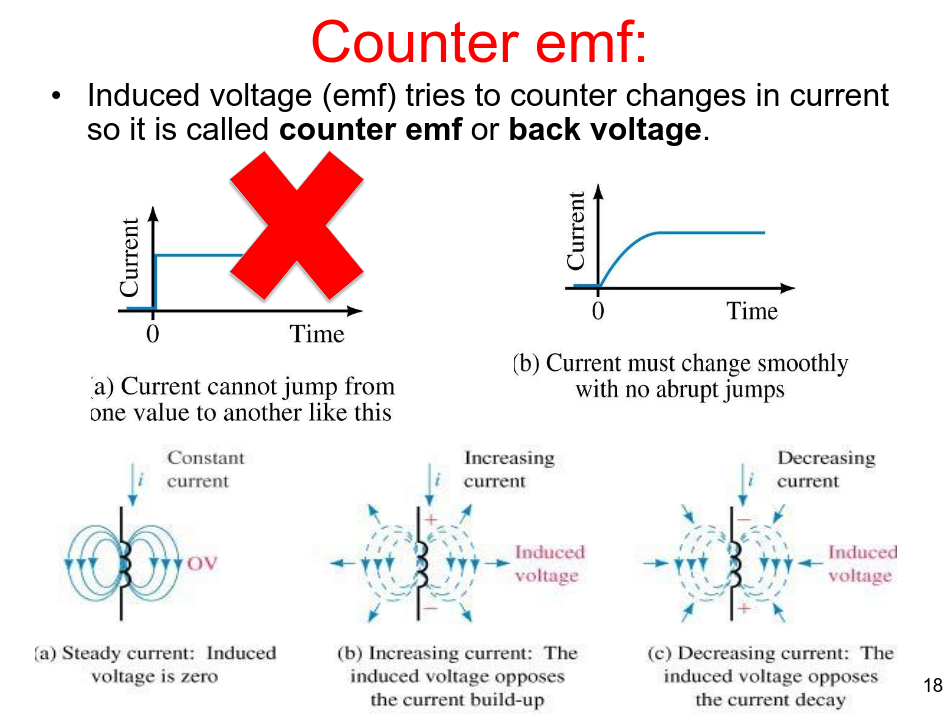 Counter emf:
• Induced voltage (emf) tries to counter changes in current
so it is called counter emf or back voltage.
Current
0
Time
(a) Current cannot jump from
one value to another like this
Current
0
Time
(b) Current must change smoothly
with no abrupt jumps
Constant
current
i
0V
(a) Steady current: Induced
voltage is zero
Increasing
current
i
+
Induced
voltage
−
(b) Increasing current: The
induced voltage opposes
the current build-up
Decreasing
current
i
−
Induced
voltage
+
(c) Decreasing current: The
induced voltage opposes
the current decay
18